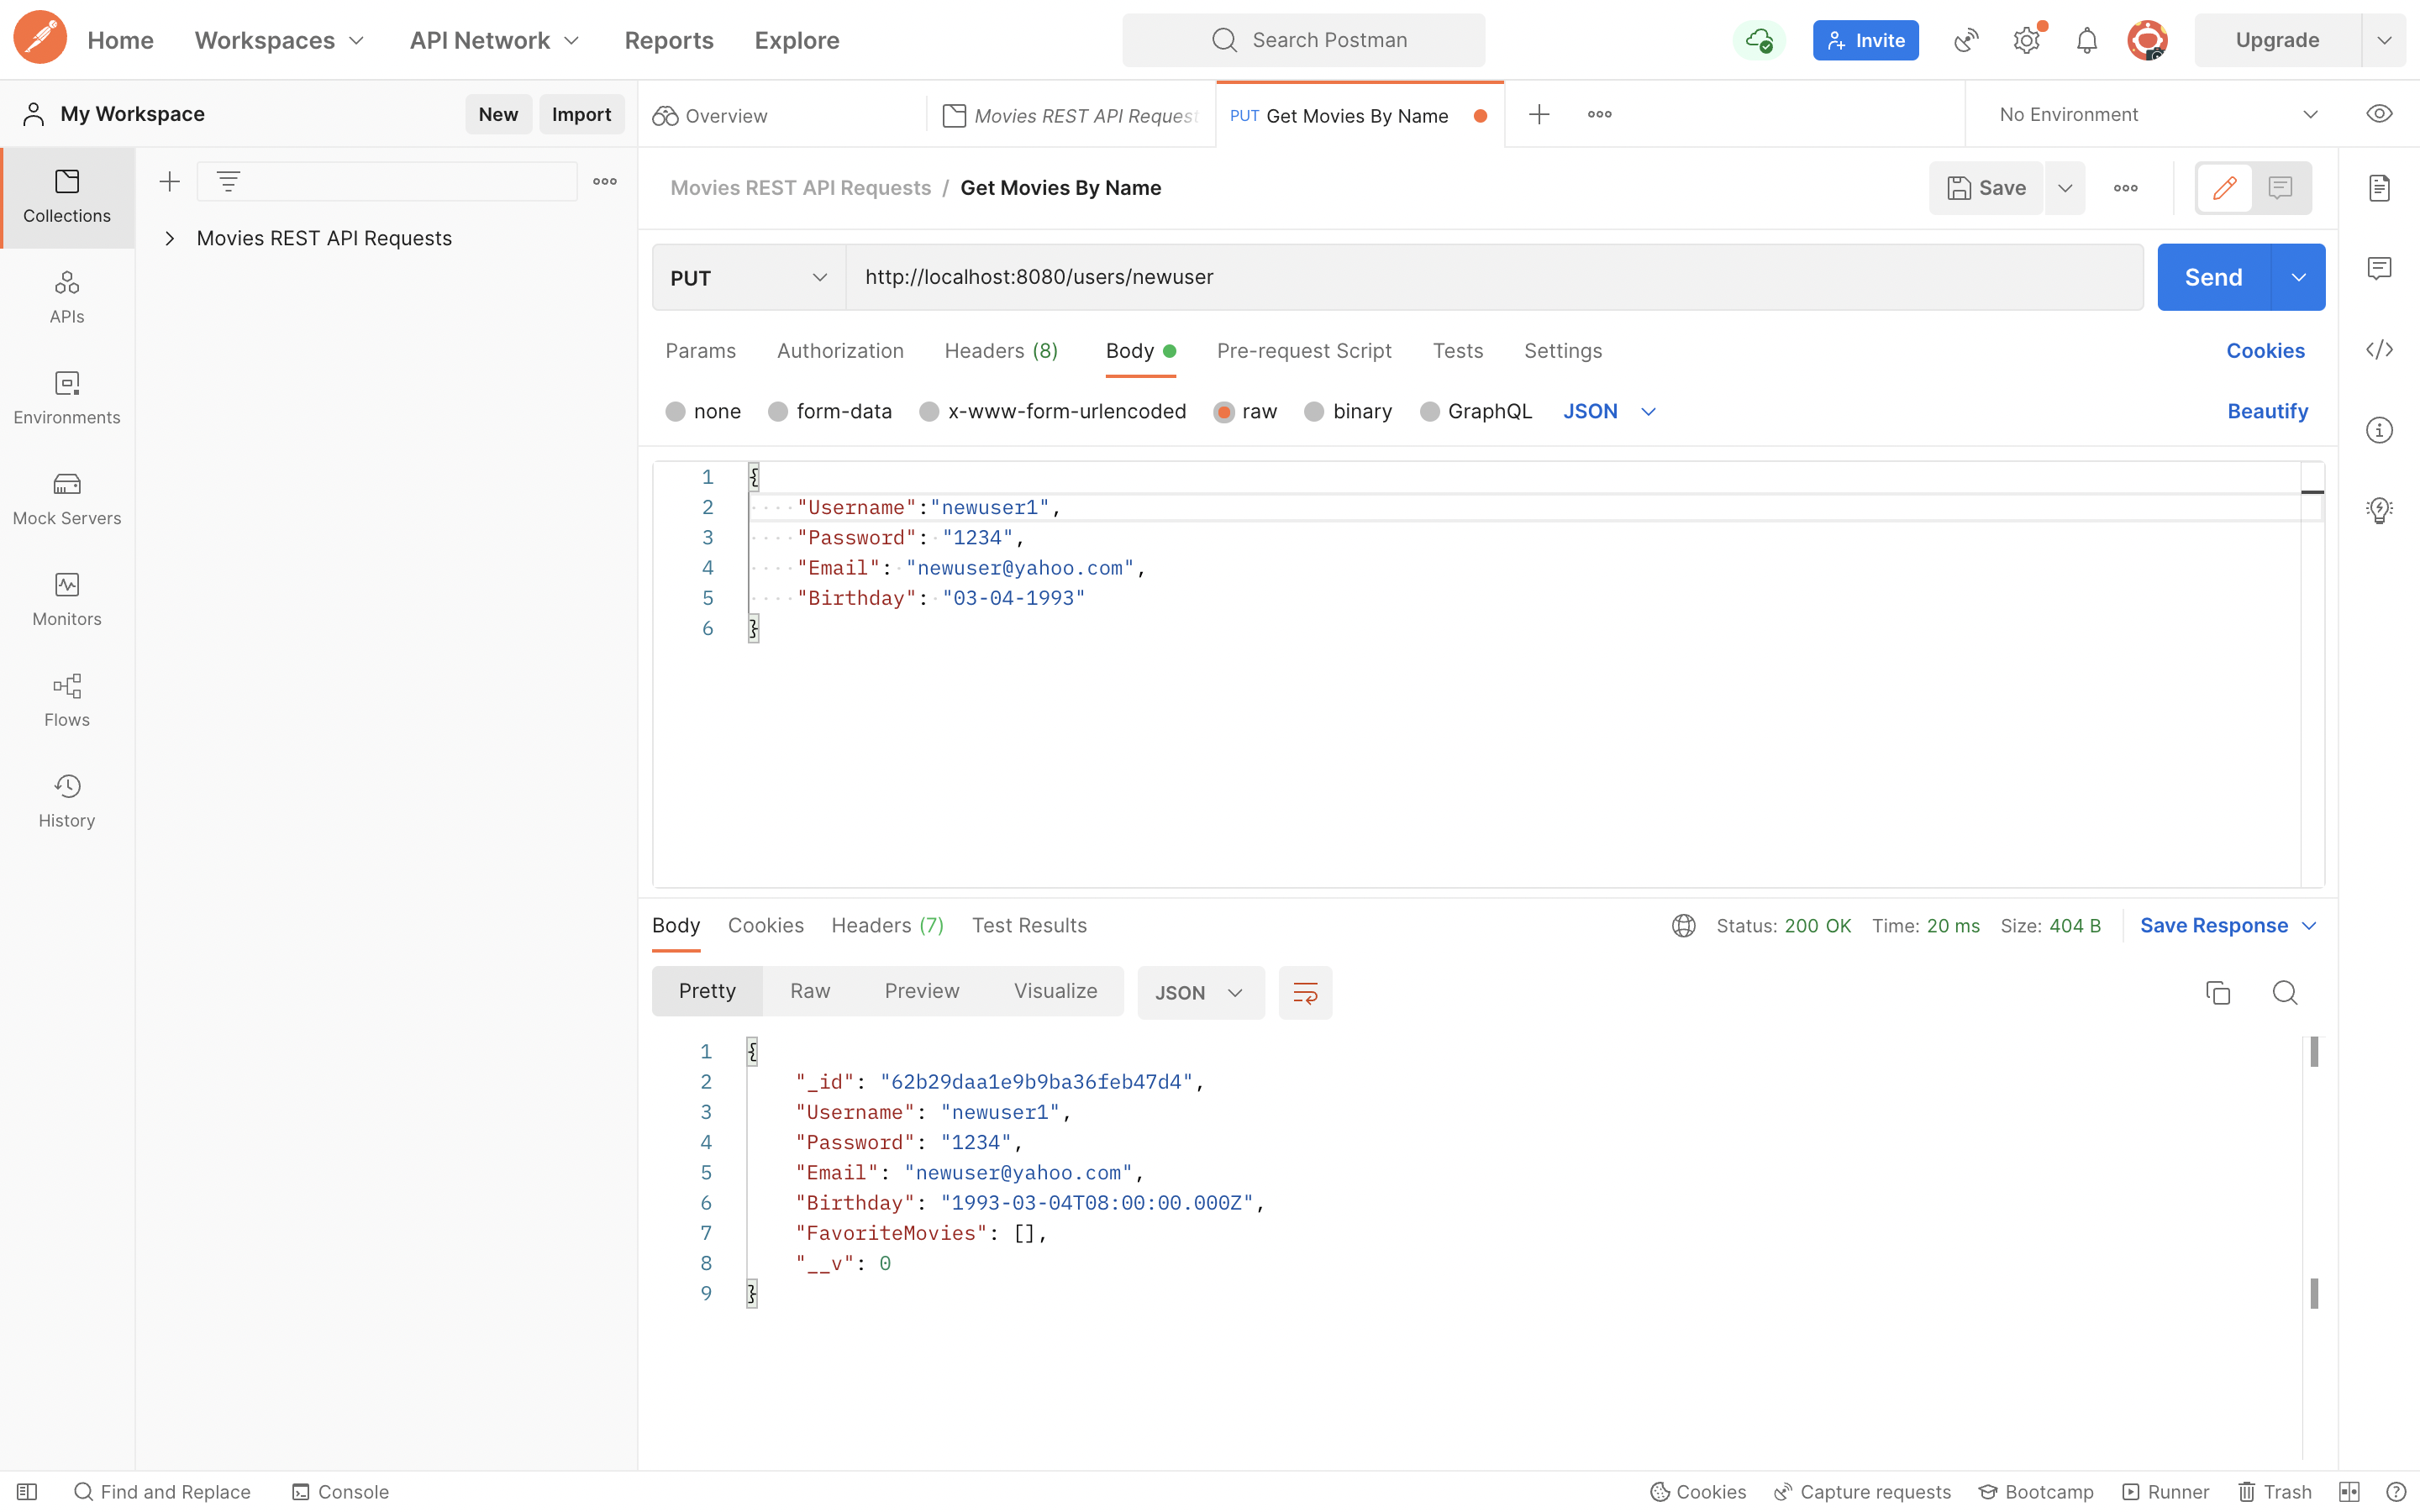 Home Workspaces API Network Reports Explore Search Postman Invite Upgrade
My Workspace New Import Overview Movies REST API Request PUT Get Movies By Name No Environment
Collections
APIs
Environments
Mock Servers
Monitors
Flows
History
Movies REST API Requests
Movies REST API Requests / Get Movies By Name Save
PUT http://localhost:8080/users/newuser Send
Params Authorization Headers (8) Body Pre-request Script Tests Settings Cookies
none form-data x-www-form-urlencoded raw binary GraphQL JSON Beautify
1 {
2 "Username":"newuser1",
3 "Password": "1234",
4 "Email": "newuser@yahoo.com",
5 "Birthday": "03-04-1993"
6 }
Body Cookies Headers (7) Test Results Status: 200 OK Time: 20 ms Size: 404 B Save Response
Pretty Raw Preview Visualize JSON
1 {
2 "_id": "62b29daa1e9b9ba36feb47d4",
3 "Username": "newuser1",
4 "Password": "1234",
5 "Email": "newuser@yahoo.com",
6 "Birthday": "1993-03-04T08:00:00.000Z",
7 "FavoriteMovies": [],
8 "__v": 0
9 }
Find and Replace Console Cookies Capture requests Bootcamp Runner Trash